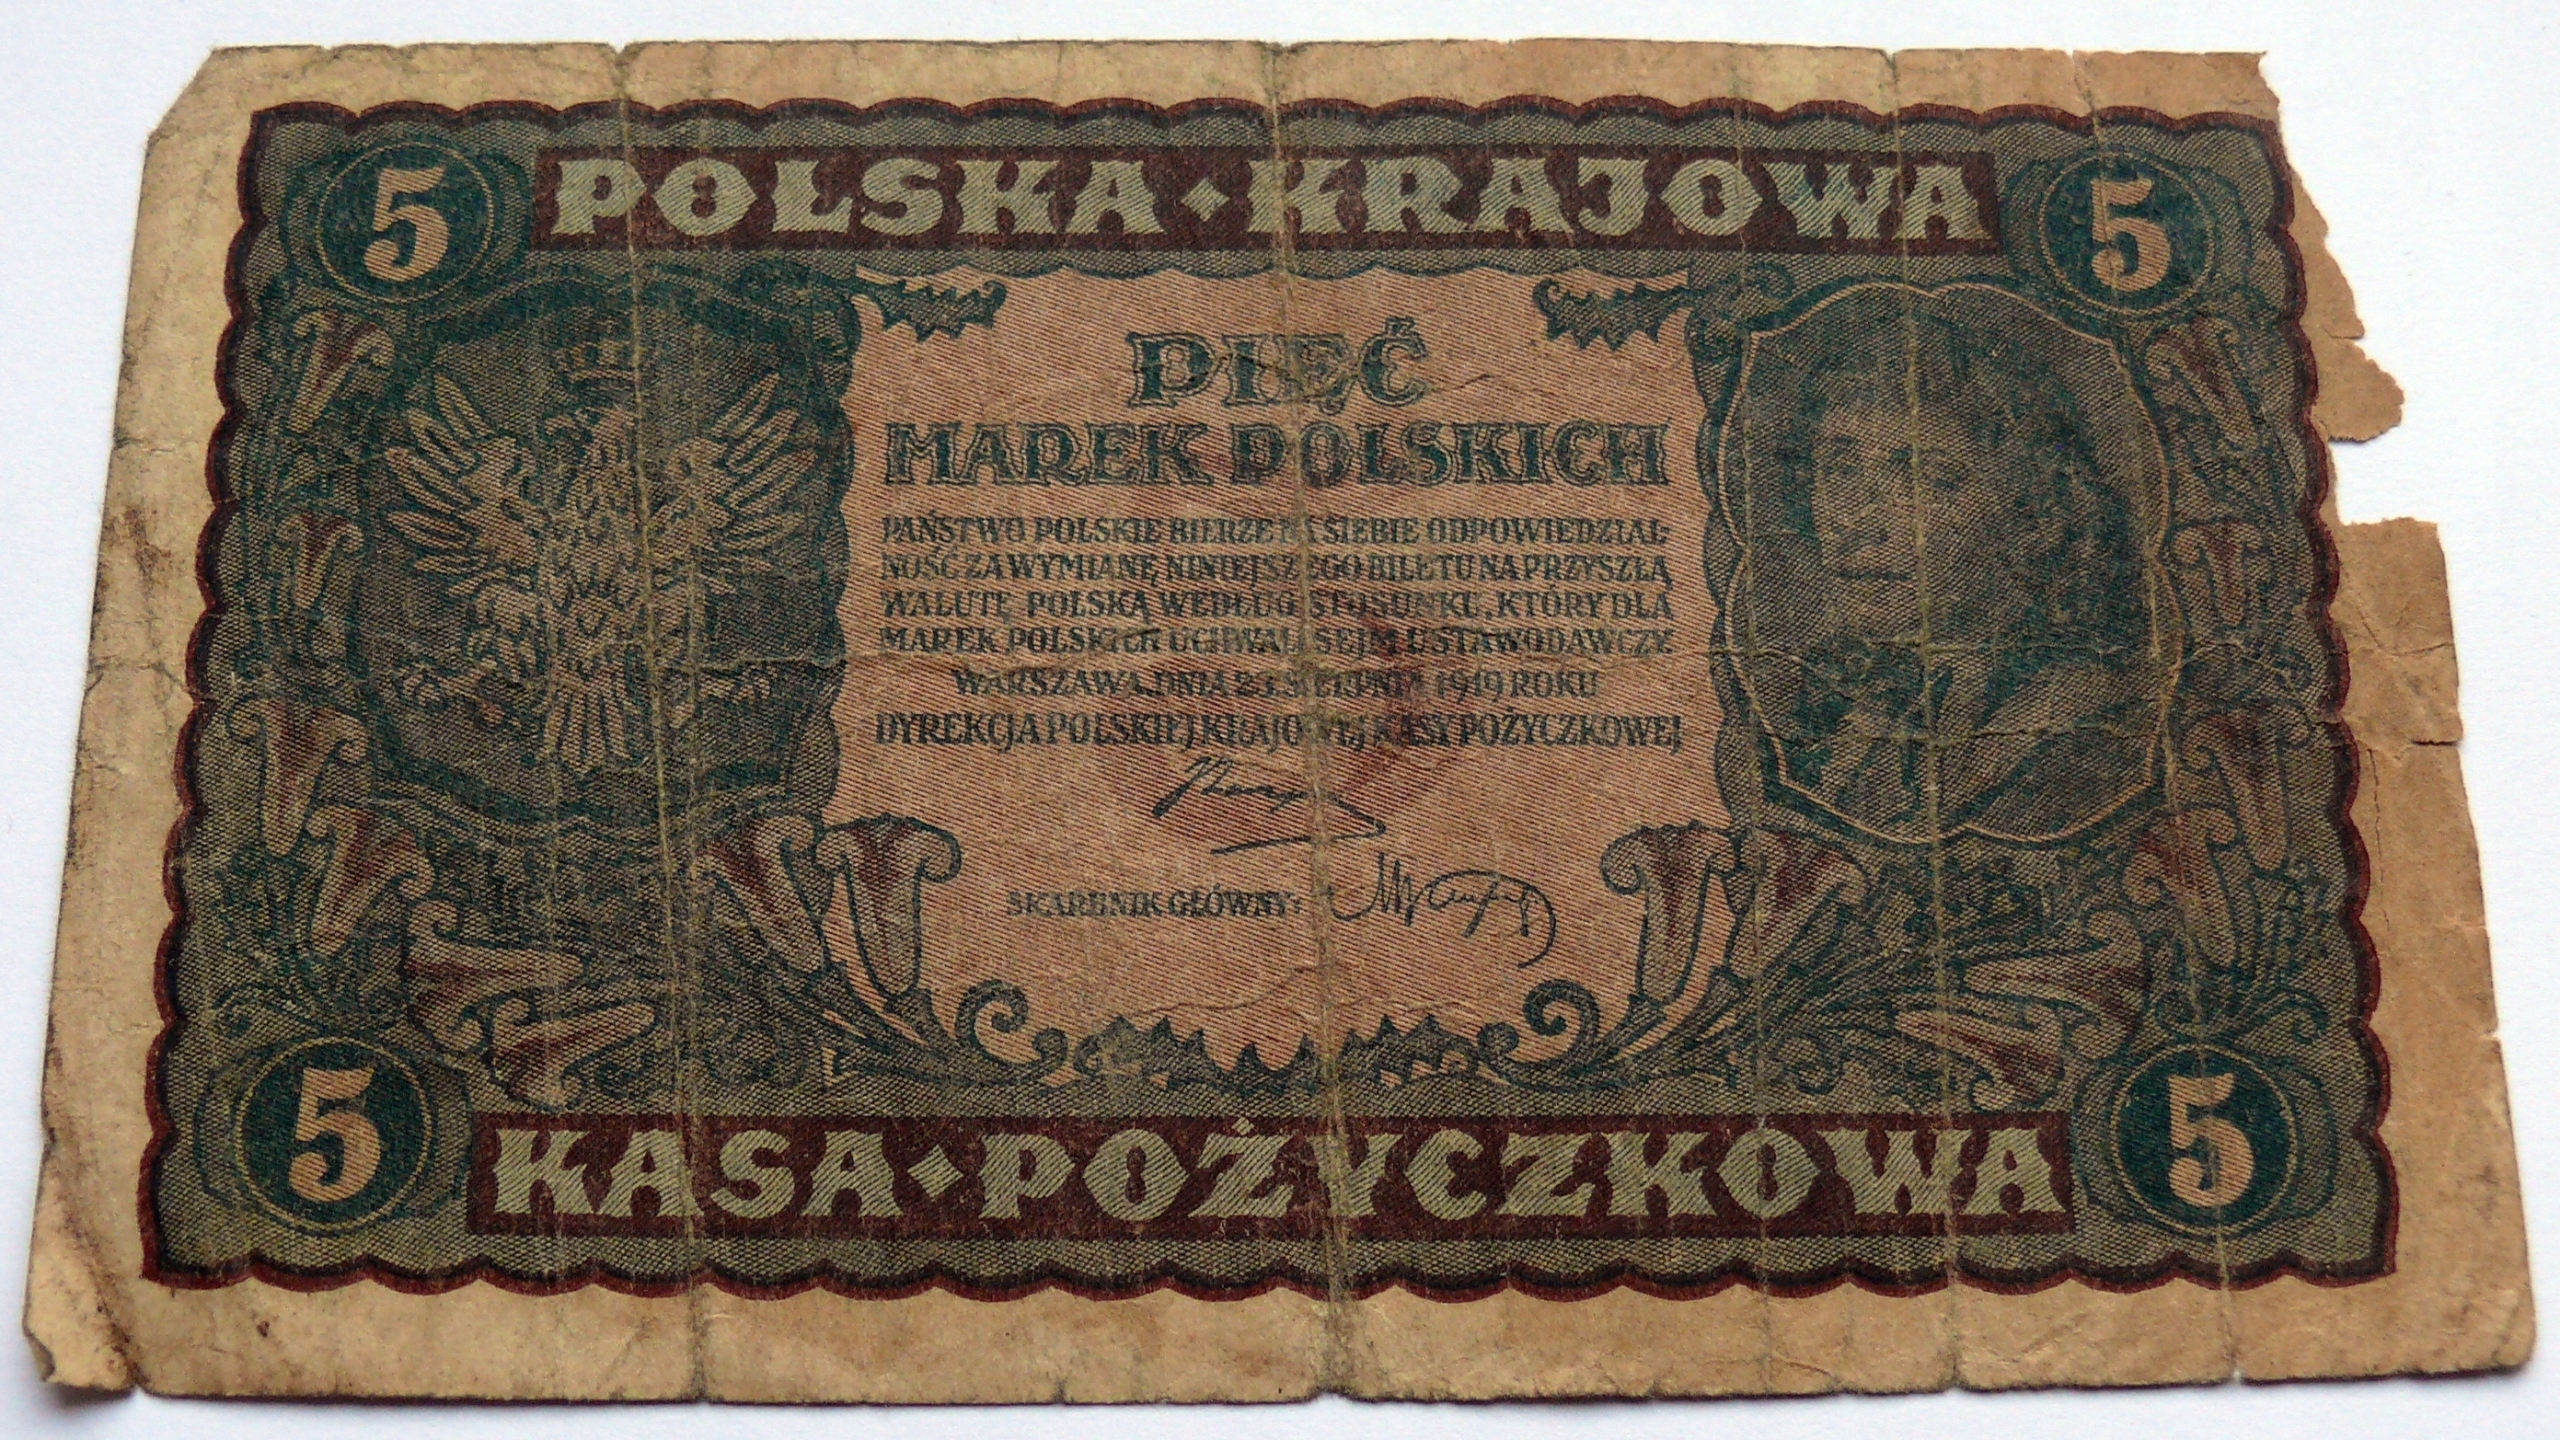 5 POLSKA ⬥ KRAJOWA 5
PIĘĆ
MAREK POLSKICH
PAŃSTWO POLSKIE BIERZE NA SIEBIE ODPOWIEDZIAL-
NOŚĆ ZA WYMIANĘ NINIEJSZEGO BILETU NA PRZYSZŁĄ
WALUTĘ POLSKĄ WEDŁUG STOSUNKU, KTÓRY DLA
MAREK POLSKICH UCHWALI SEJM USTAWODAWCZY.
WARSZAWA, DNIA 23 SIERPNIA 1919 ROKU
DYREKCJA POLSKIEJ KRAJOWEJ KASY POŻYCZKOWEJ
SKARBNIK GŁÓWNY:
5 KASA ⬥ POŻYCZKOWA 5